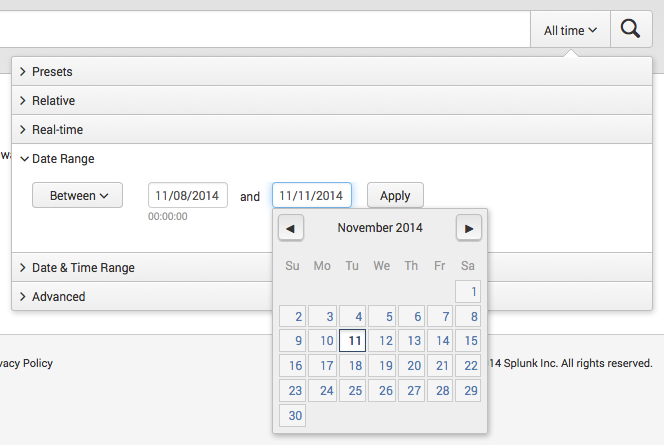 All time
Presets
Relative
Real-time
Date Range
Between 11/08/2014 and 11/11/2014 Apply
00:00:00
November 2014
Su Mo Tu We Th Fr Sa
1
2 3 4 5 6 7 8
9 10 11 12 13 14 15
16 17 18 19 20 21 22
23 24 25 26 27 28 29
30
Date & Time Range
Advanced
vacy Policy
14 Splunk Inc. All rights reserved.